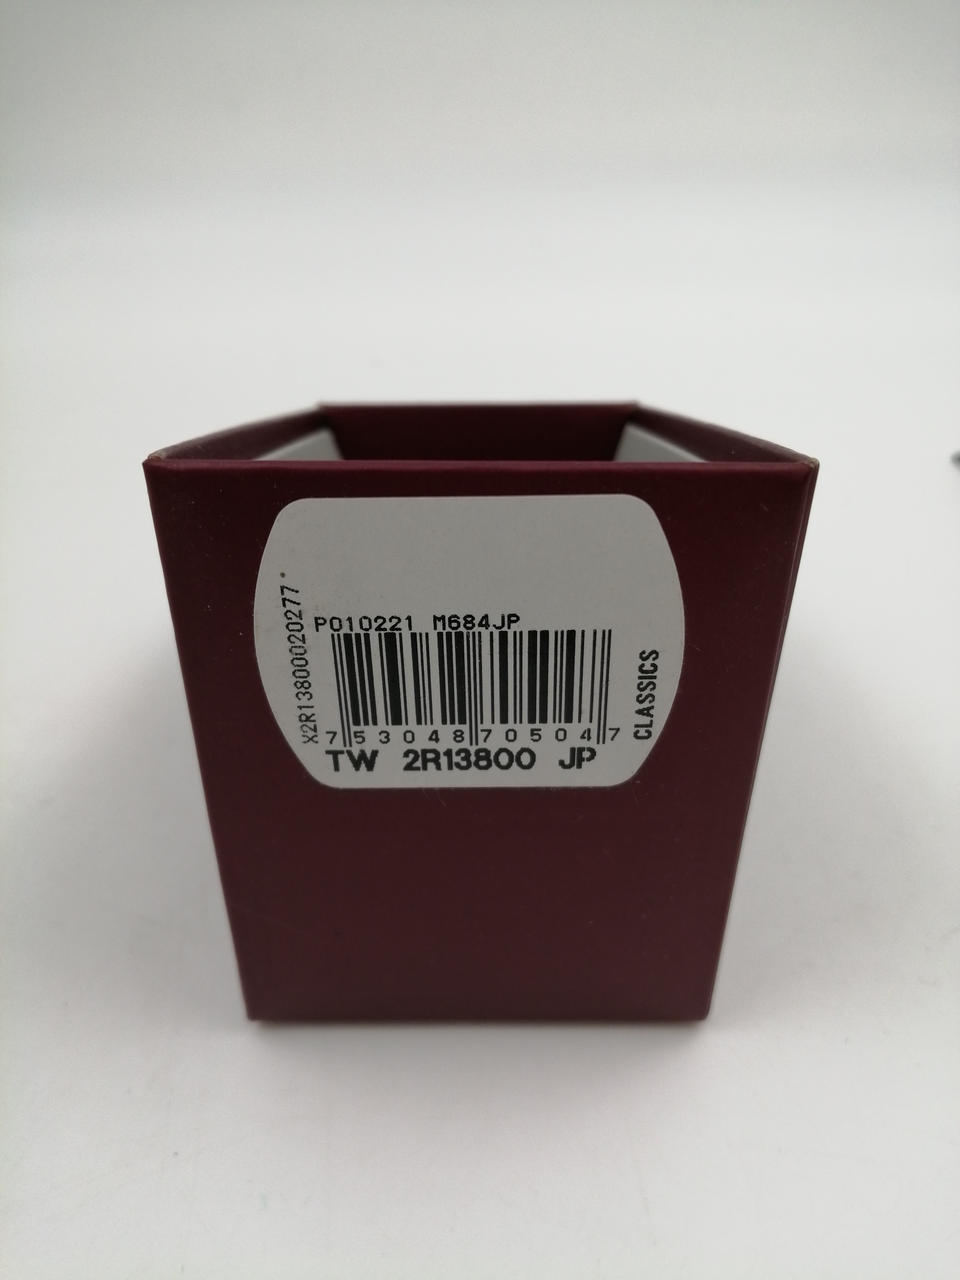 X2R13800020277*
P010221 M684JP
7 53048 70504 7
TW 2R13800 JP
CLASSICS